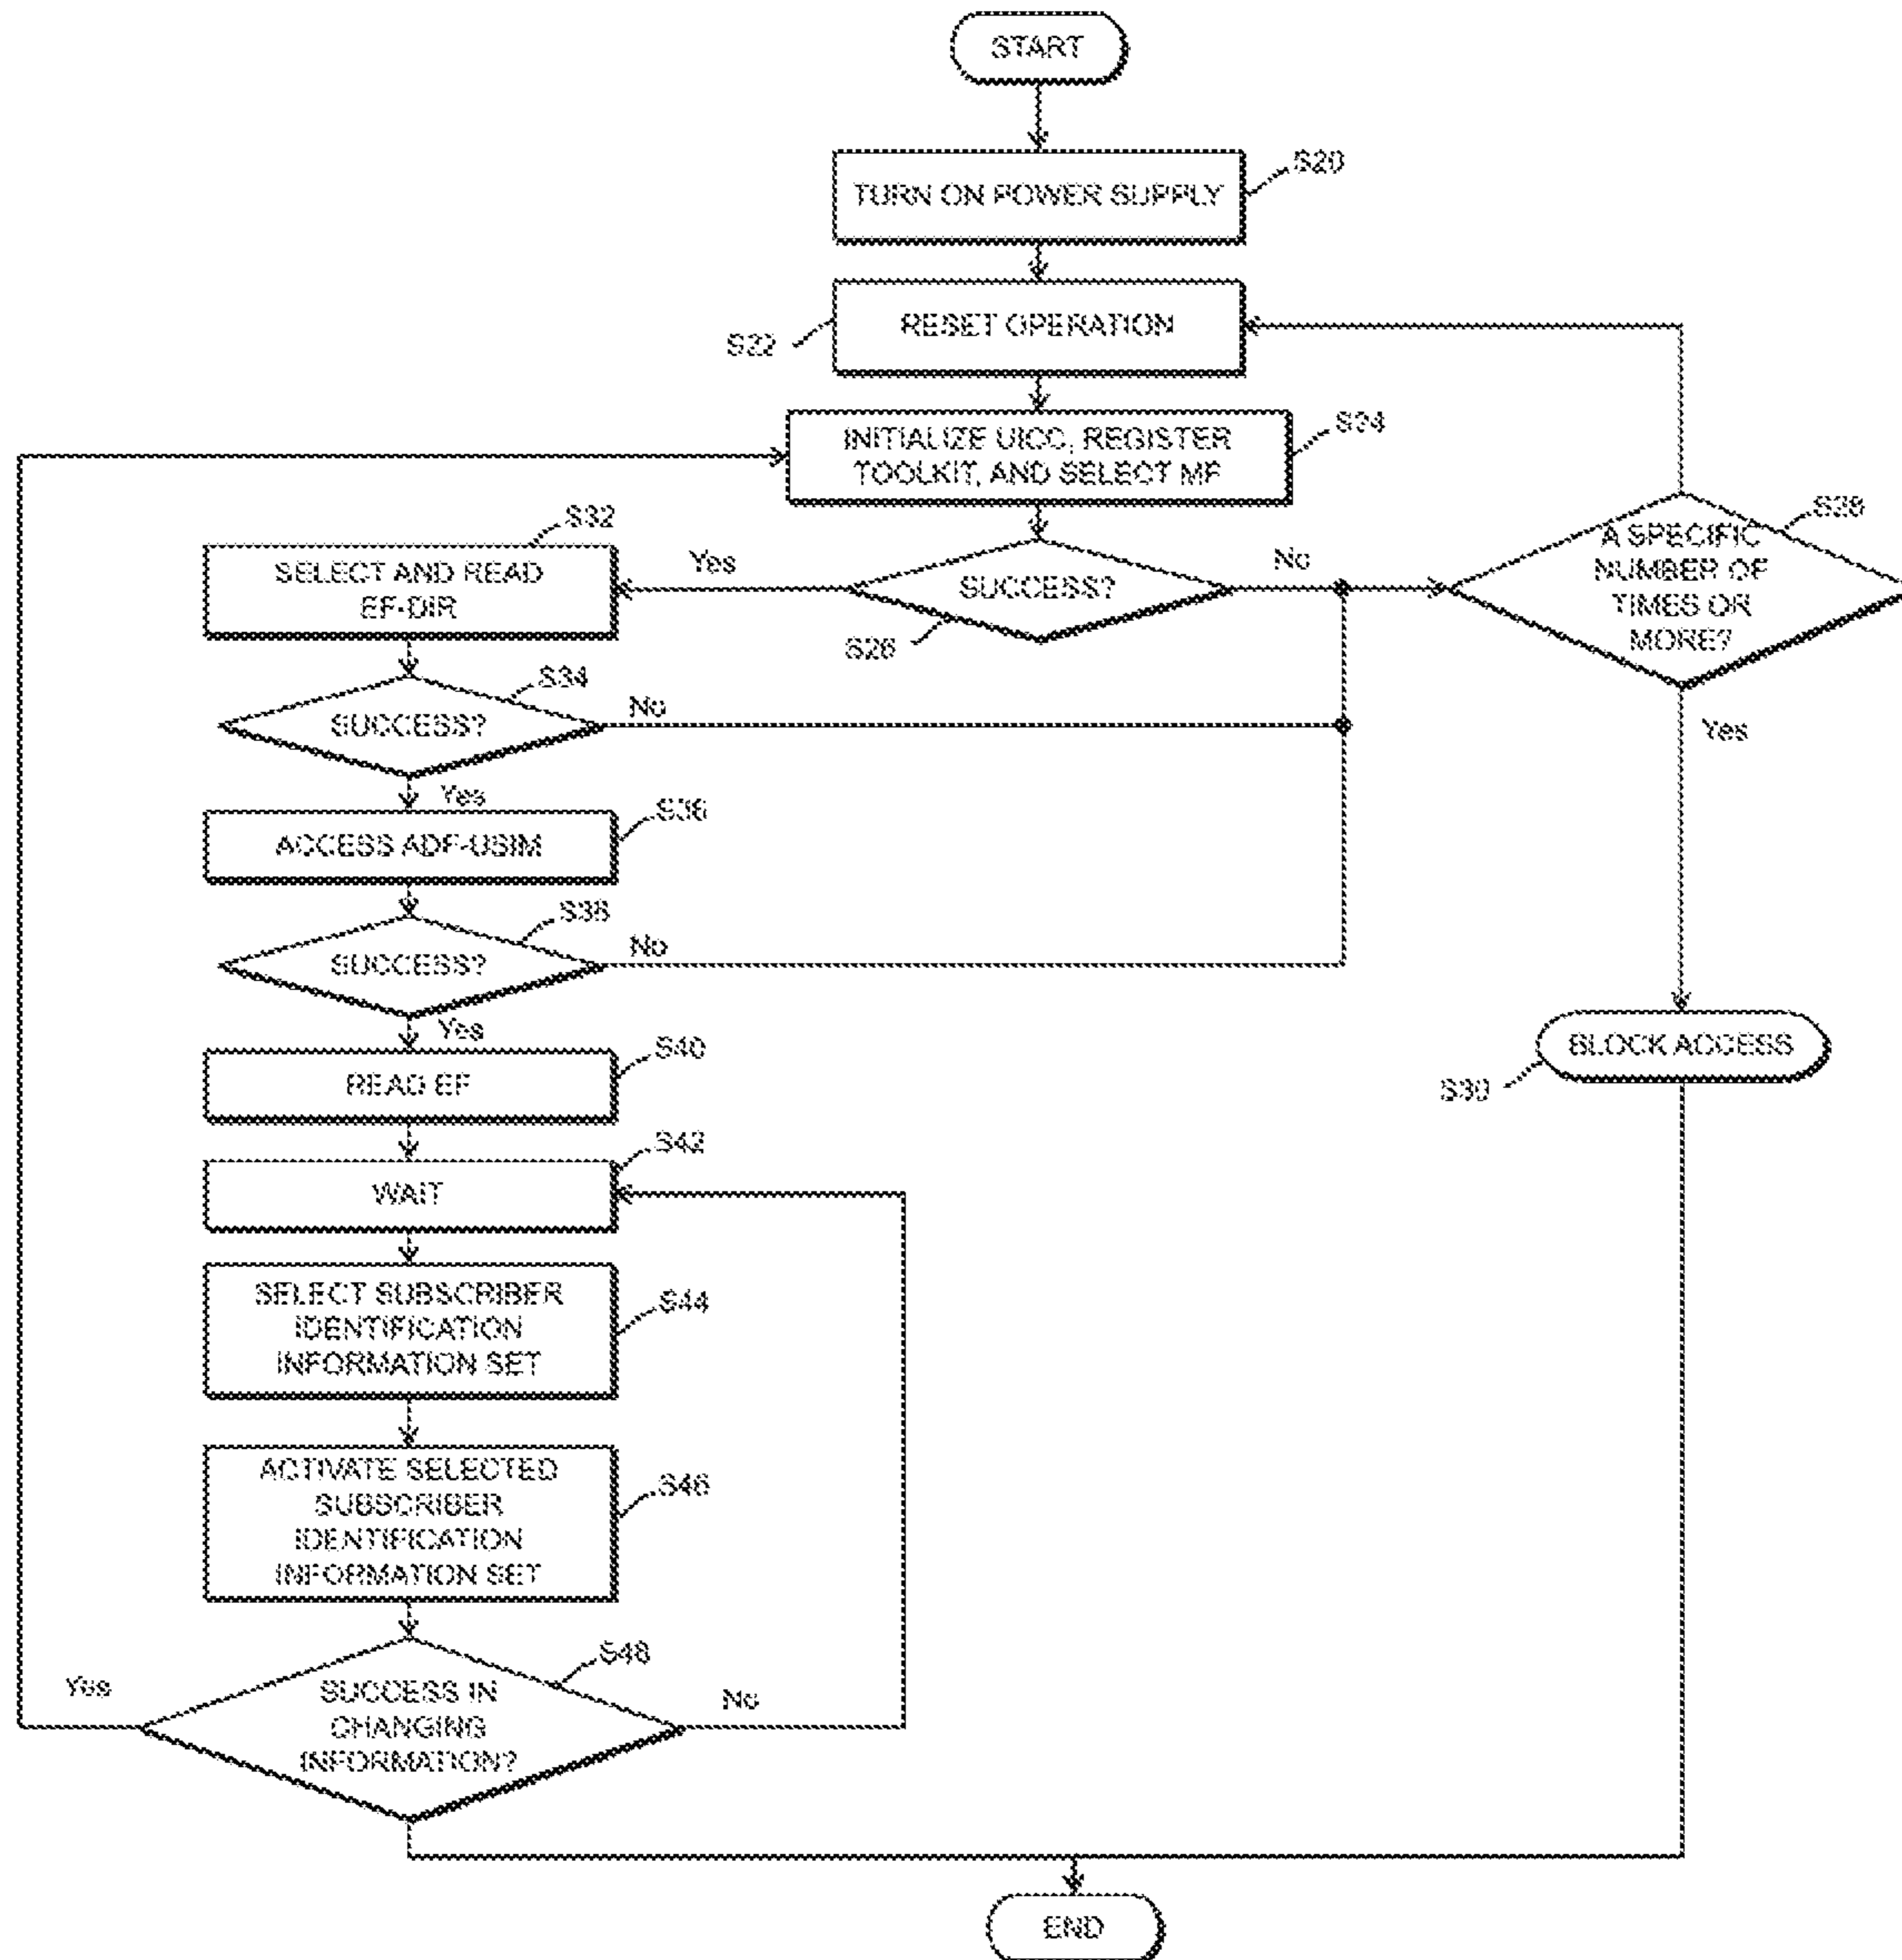 START
TURN ON POWER SUPPLY
S20
RESET OPERATION
S22
INITIALIZE UICC, REGISTER
TOOLKIT, AND SELECT MF
S24
SUCCESS?
S26
Yes
No
A SPECIFIC
NUMBER OF
TIMES OR
MORE?
S28
Yes
BLOCK ACCESS
S30
SELECT AND READ
EF-DIR
S32
SUCCESS?
S34
No
Yes
ACCESS ADF-USIM
S36
SUCCESS?
S38
No
Yes
READ EF
S40
WAIT
S42
SELECT SUBSCRIBER
IDENTIFICATION
INFORMATION SET
S44
ACTIVATE SELECTED
SUBSCRIBER
IDENTIFICATION
INFORMATION SET
S46
SUCCESS IN
CHANGING
INFORMATION?
S48
Yes
No
END